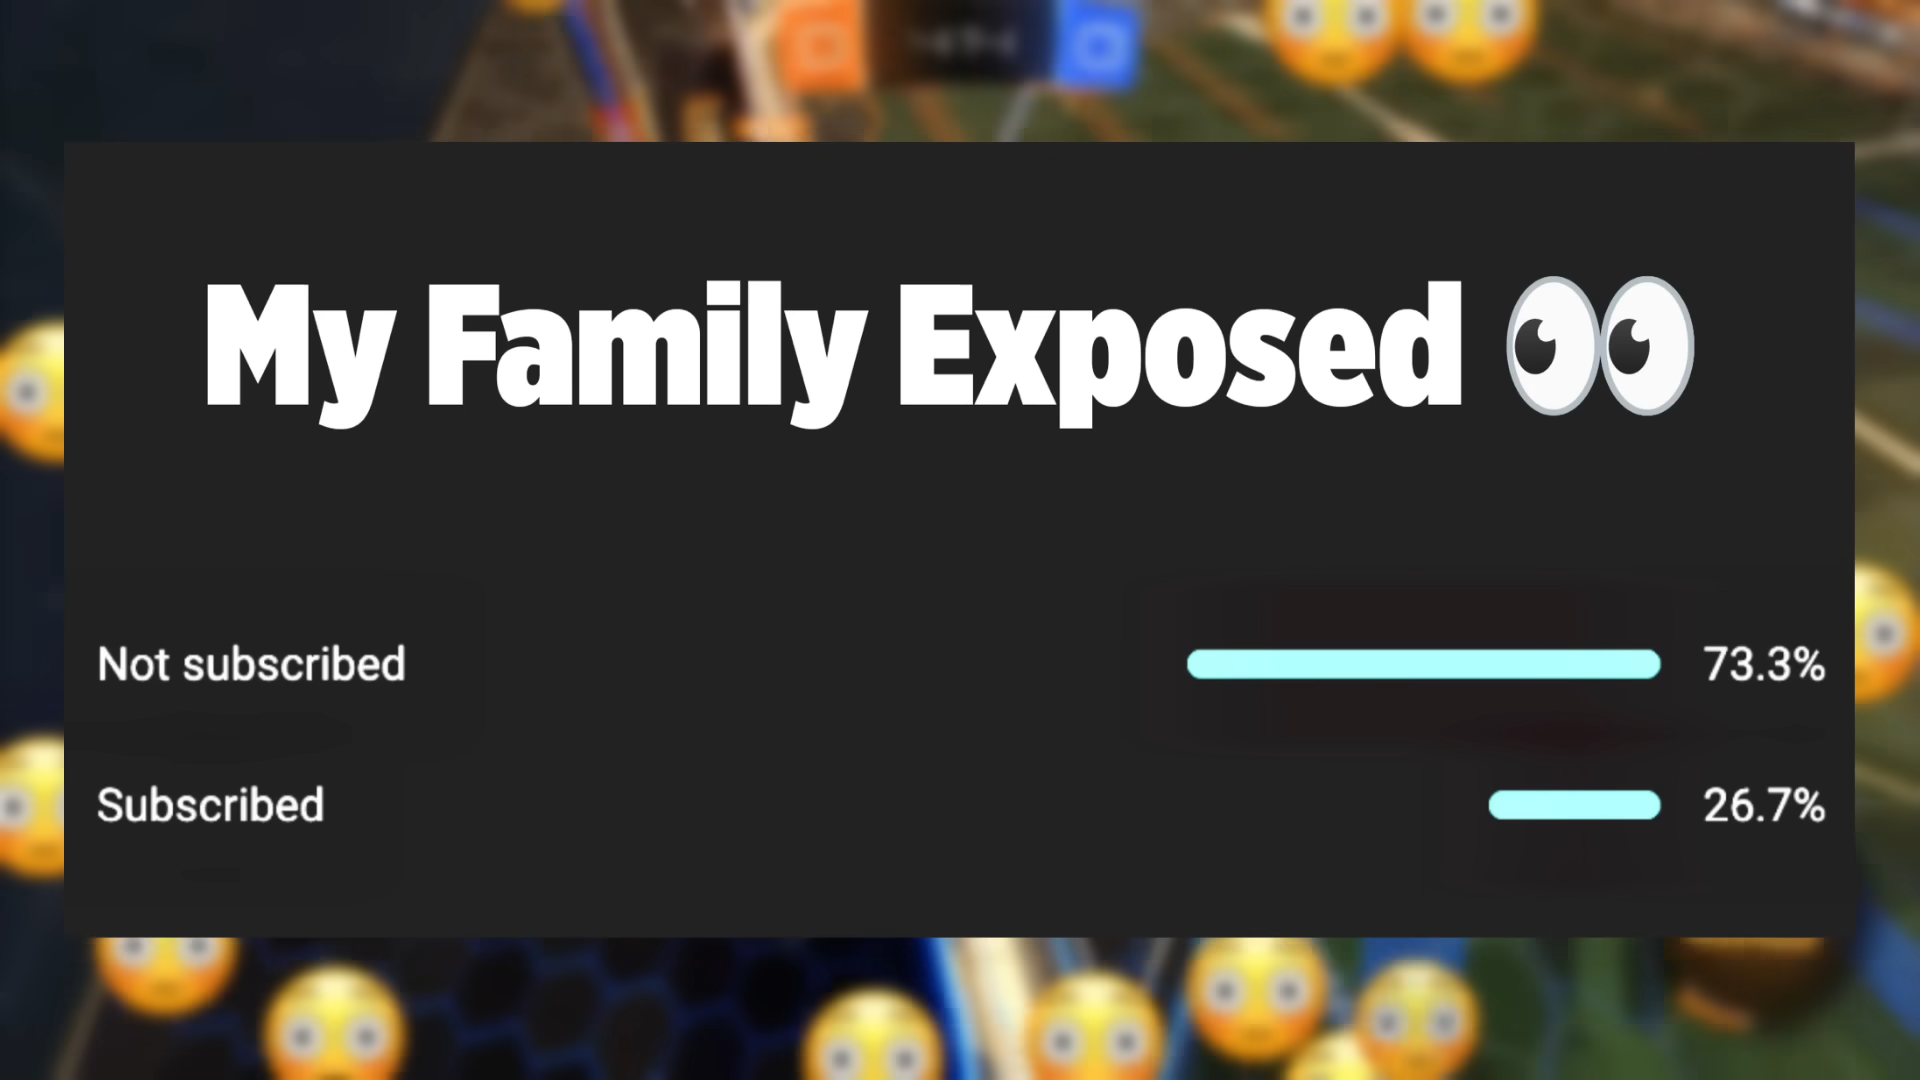 My Family Exposed 👀
Not subscribed 73.3%
Subscribed 26.7%